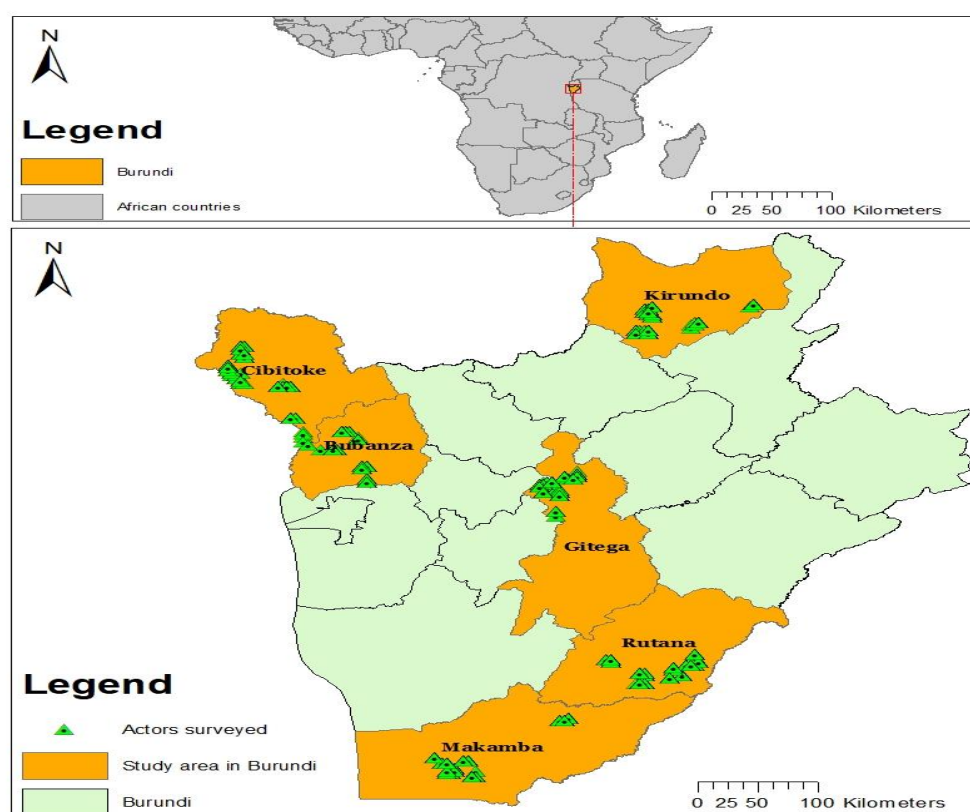 N
Legend
Burundi
African countries
0 25 50 100 Kilometers
N
Kirundo
Cibitoke
Bubanza
Gitega
Rutana
Makamba
Legend
Actors surveyed
Study area in Burundi
Burundi
0 25 50 100 Kilometers